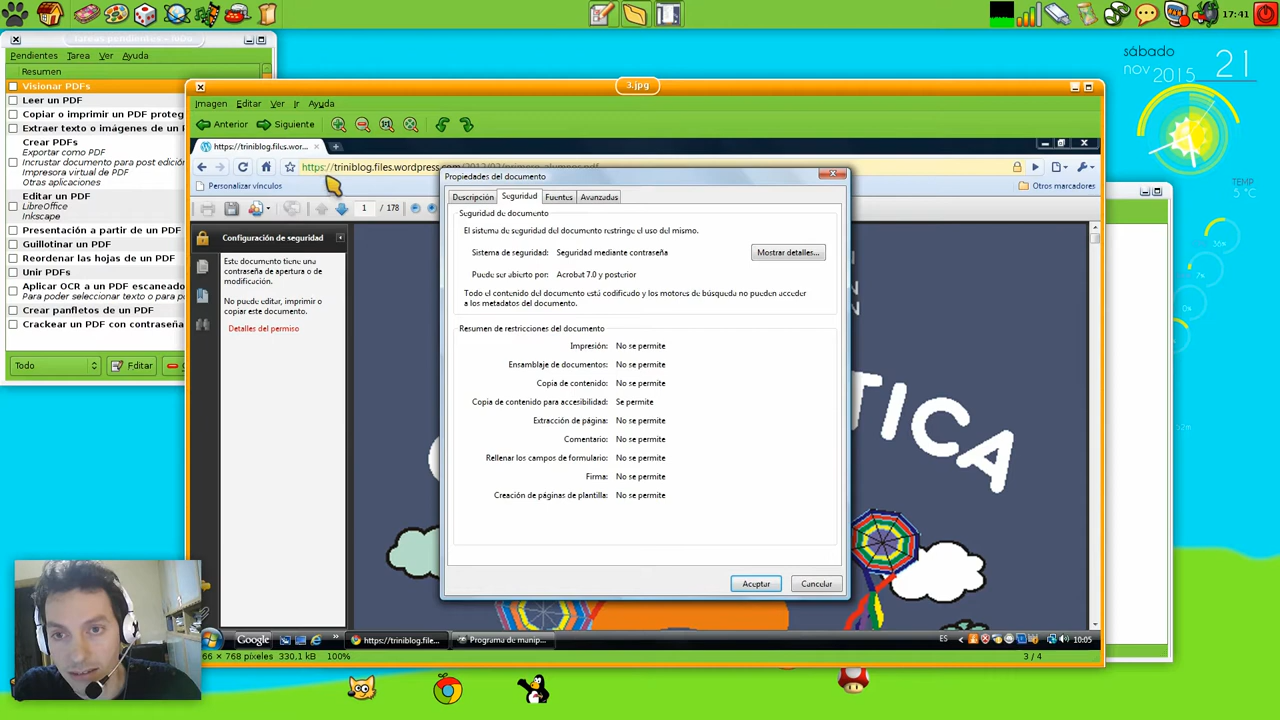 17:41
Tareas pendientes - ToDo
Pendientes Tarea Ver Ayuda
Resumen
Visionar PDFs
Leer un PDF
Copiar o imprimir un PDF proteg
Extraer texto o imágenes de un P
Crear PDFs
Exportar como PDF
Incrustar documento para post edición
Impresora virtual de PDF
Otras aplicaciones
Editar un PDF
LibreOffice
Inkscape
Presentación a partir de un PDF
Guillotinar un PDF
Reordenar las hojas de un PDF
Unir PDFs
Aplicar OCR a un PDF escaneado
Para poder seleccionar texto o para po
Crear panfletos de un PDF
Crackear un PDF con contraseña
Todo
Editar
sábado
nov 2015 21
TEMP
5 °C
3.jpg
Imagen Editar Ver Ir Ayuda
Anterior Siguiente
https://triniblog.files.wor...
https://triniblog.files.wordpress.com
Personalizar vínculos
Otros marcadores
1 / 178
Configuración de seguridad
Este documento tiene una
contraseña de apertura o de
modificación.
No puede editar, imprimir o
copiar este documento.
Detalles del permiso
Propiedades del documento
Descripción Seguridad Fuentes Avanzadas
Seguridad de documento
El sistema de seguridad del documento restringe el uso del mismo.
Sistema de seguridad: Seguridad mediante contraseña
Mostrar detalles...
Puede ser abierto por: Acrobat 7.0 y posterior
Todo el contenido del documento está codificado y los motores de búsqueda no pueden acceder
a los metadatos del documento.
Resumen de restricciones del documento
Impresión: No se permite
Ensamblaje de documentos: No se permite
Copia de contenido: No se permite
Copia de contenido para accesibilidad: Se permite
Extracción de página: No se permite
Comentario: No se permite
Rellenar los campos de formulario: No se permite
Firma: No se permite
Creación de páginas de plantilla: No se permite
Aceptar Cancelar
TICA
Google
https://triniblog.file...
Programa de manip...
ES
10:05
66 × 768 píxeles 330,1 kB 100%
3 / 4